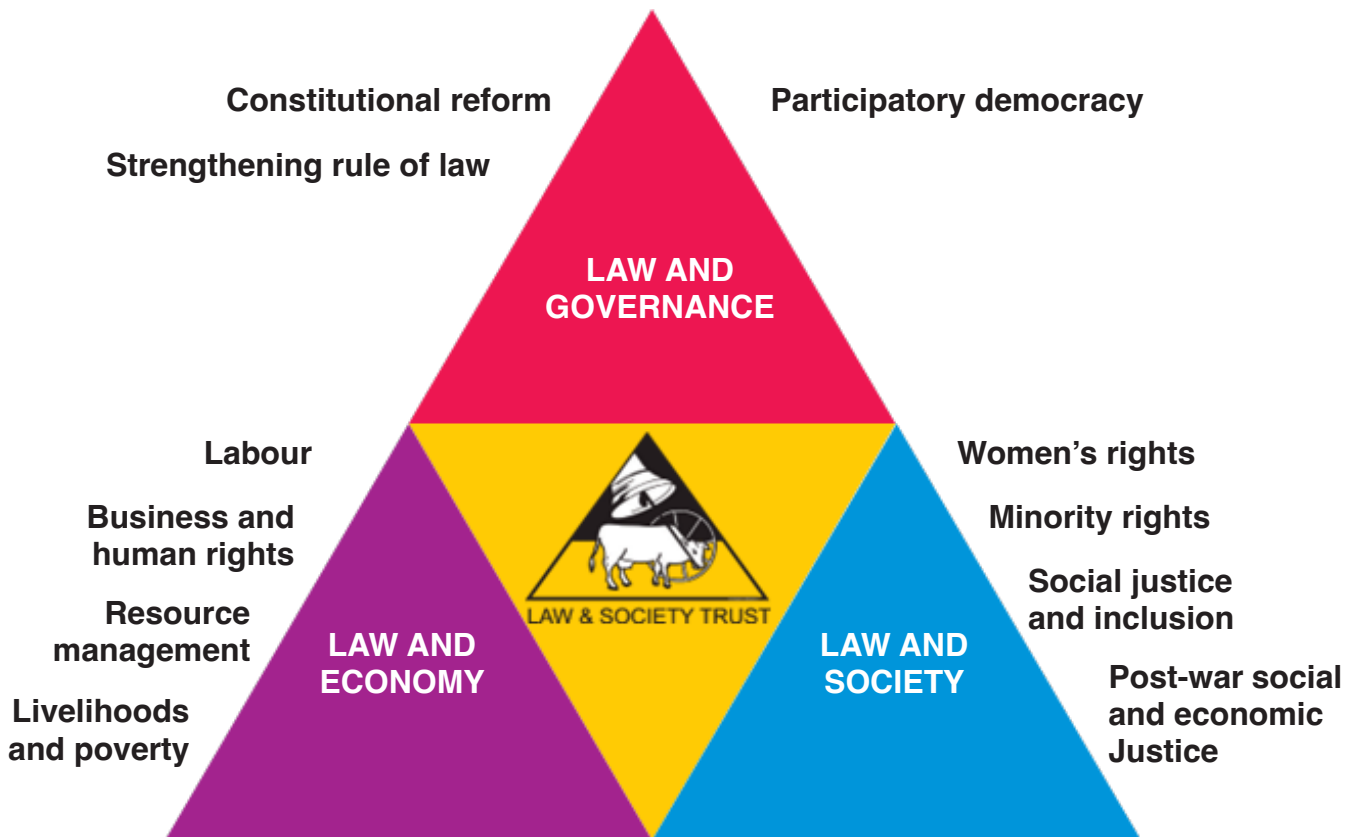 Constitutional reform
Participatory democracy
Strengthening rule of law
LAW AND
GOVERNANCE
Labour
Business and
human rights
Resource
management
Livelihoods
and poverty
LAW AND
ECONOMY
LAW & SOCIETY TRUST
LAW AND
SOCIETY
Women’s rights
Minority rights
Social justice
and inclusion
Post-war social
and economic
Justice